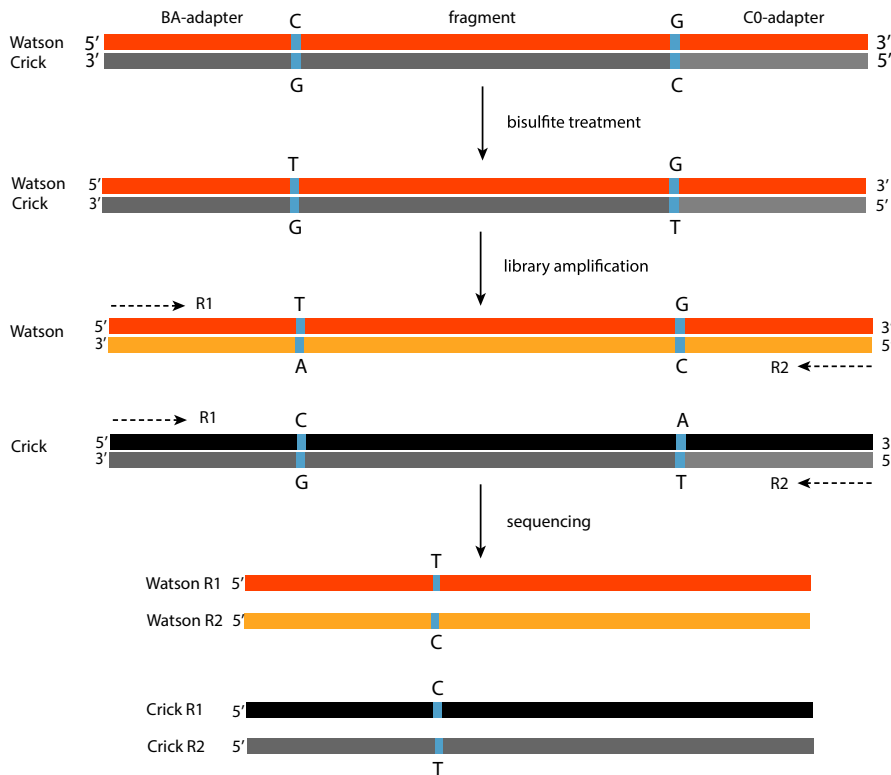 BA-adapter C fragment G C0-adapter
Watson 5’ 3’
Crick 3’ 5’
G C
bisulfite treatment
T G
Watson 5’ 3’
Crick 3’ 5’
G T
library amplification
R1 T G
Watson 5’ 3’
3’ 5
A C R2
R1 C A
Crick 5’ 3
3’ 5
G T R2
sequencing
T
Watson R1 5’
Watson R2 5’
C
C
Crick R1 5’
Crick R2 5’
T